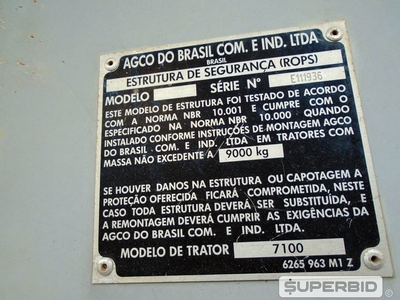 AGCO DO BRASIL COM. E IND. LTDA
BRASIL
ESTRUTURA DE SEGURANÇA (ROPS)
MODELO SÉRIE Nº E111936
ESTE MODELO DE ESTRUTURA FOI TESTADO DE ACORDO
COM A NORMA NBR 10.001 E CUMPRE COM O
ESPECIFICADO NA NORMA NBR 10.000 QUANDO
INSTALADO CONFORME INSTRUÇÕES DE MONTAGEM AGCO
DO BRASIL COM. E IND. LTDA EM TRATORES COM
MASSA NÃO EXCEDENTE A 9000 kg
SE HOUVER DANOS NA ESTRUTURA OU CAPOTAGEM A
PROTEÇÃO OFERECIDA FICARÁ COMPROMETIDA, NESTE
CASO TODA ESTRUTURA DEVERÁ SER SUBSTITUÍDA, E
A REMONTAGEM DEVERÁ CUMPRIR AS EXIGÊNCIAS DA
AGCO DO BRASIL COM. E IND. LTDA.
MODELO DE TRATOR 7100
6265 963 M1 Z
SUPERBID